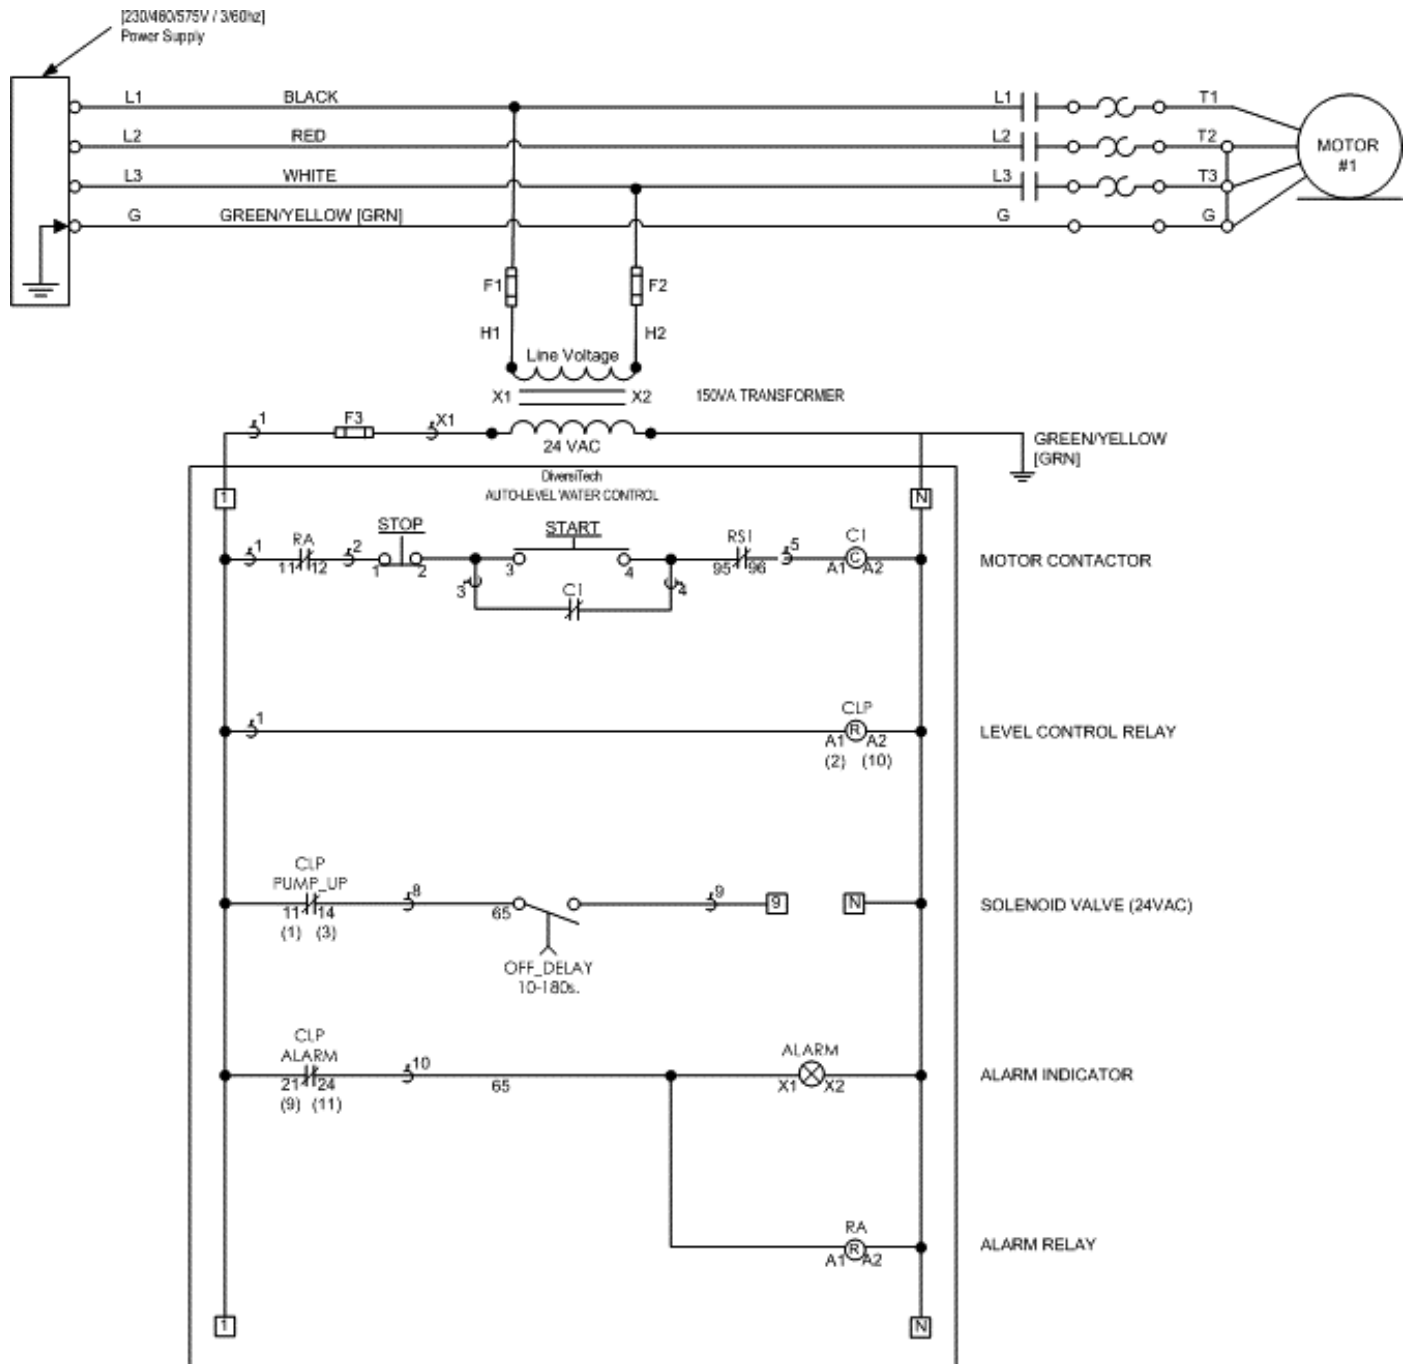 [230/460/575V / 3/60hz]
Power Supply
L1 BLACK L1 T1
L2 RED L2 T2
L3 WHITE L3 T3
G GREEN/YELLOW [GRN] G G
MOTOR
#1
F1 F2
H1 H2
Line Voltage
X1 X2 150VA TRANSFORMER
1 F3 X1
24 VAC
GREEN/YELLOW
[GRN]
DiversiTech
AUTO-LEVEL WATER CONTROL
1 N
STOP START
RA 2 RS1 5 C1
1 C MOTOR CONTACTOR
11 12 1 2 3 4 95 96 A1 A2
3 C1 4
CLP
1 R LEVEL CONTROL RELAY
A1 A2
(2) (10)
CLP
PUMP_UP 8 9
9 N SOLENOID VALVE (24VAC)
11 14 65
(1) (3)
OFF_DELAY
10-180s.
CLP
ALARM 10 ALARM
ALARM INDICATOR
21 24 65 X1 X2
(9) (11)
RA
R ALARM RELAY
A1 A2
1 N